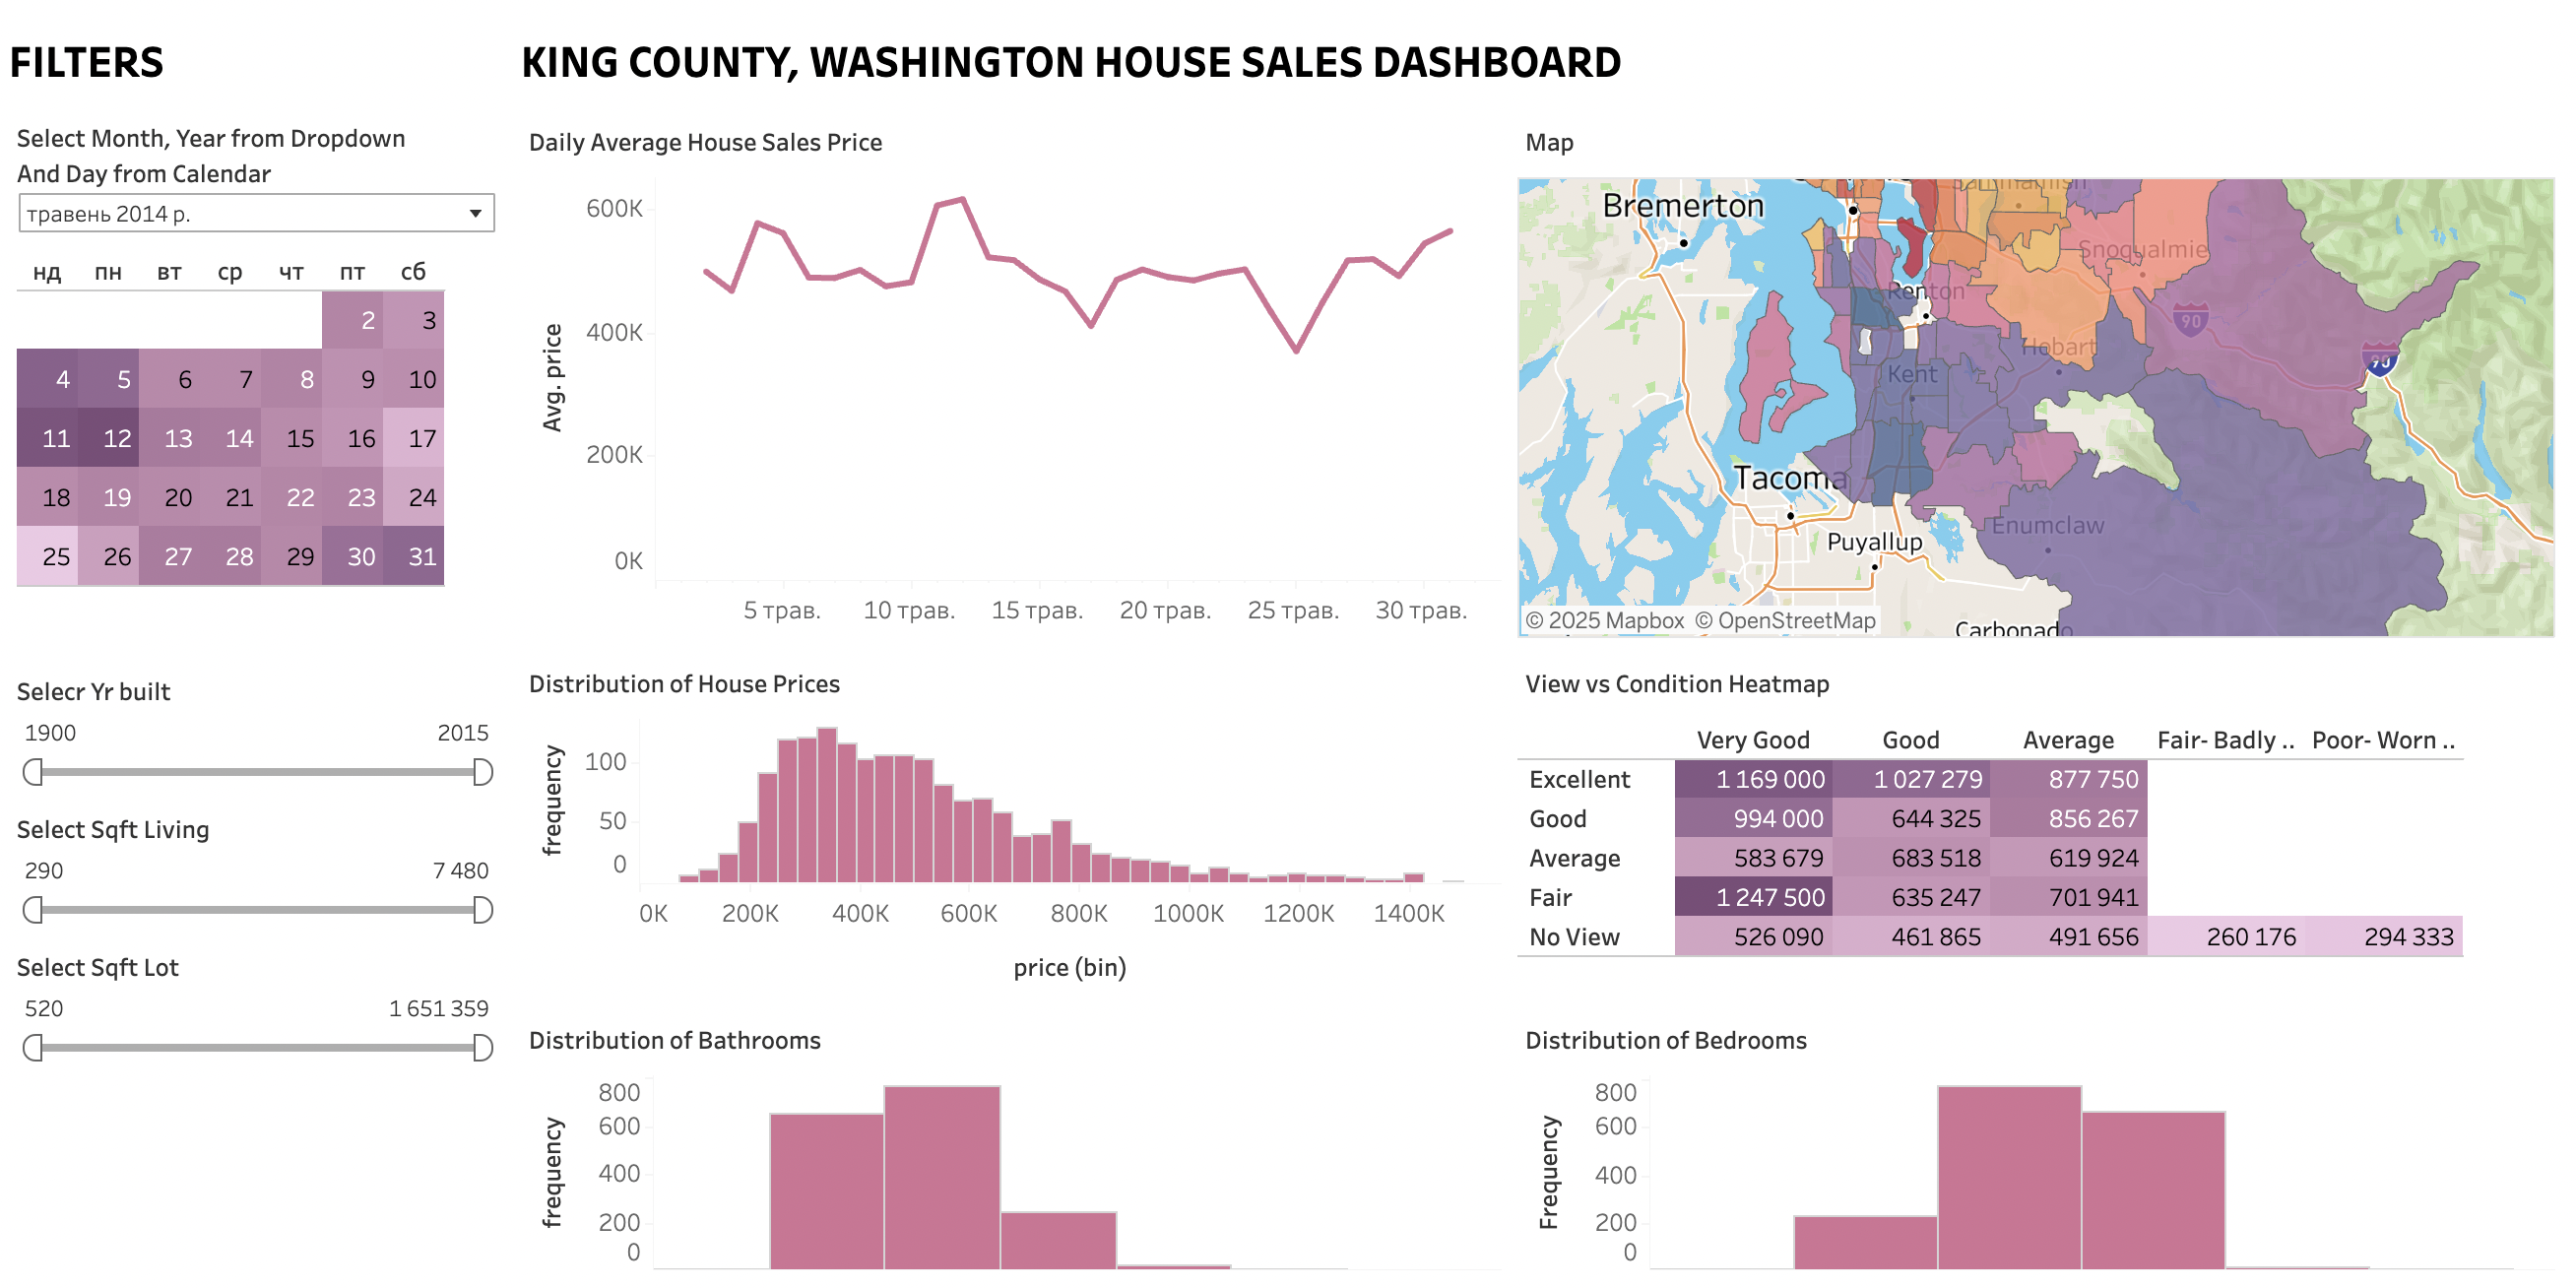 FILTERS
KING COUNTY, WASHINGTON HOUSE SALES DASHBOARD
Select Month, Year from Dropdown
And Day from Calendar
травень 2014 р.
нд пн вт ср чт пт сб
2 3
4 5 6 7 8 9 10
11 12 13 14 15 16 17
18 19 20 21 22 23 24
25 26 27 28 29 30 31
Selecr Yr built
1900 2015
Select Sqft Living
290 7 480
Select Sqft Lot
520 1 651 359
Daily Average House Sales Price
Avg. price
600K
400K
200K
0K
5 трав. 10 трав. 15 трав. 20 трав. 25 трав. 30 трав.
Map
Bremerton
Sammamish
Snoqualmie
Renton
90
Hobart
90
Kent
Tacoma
Enumclaw
Puyallup
© 2025 Mapbox © OpenStreetMap
Carbonado
Distribution of House Prices
frequency
100
50
0
0K 200K 400K 600K 800K 1000K 1200K 1400K
price (bin)
View vs Condition Heatmap
Very Good Good Average Fair- Badly .. Poor- Worn ..
Excellent 1 169 000 1 027 279 877 750
Good 994 000 644 325 856 267
Average 583 679 683 518 619 924
Fair 1 247 500 635 247 701 941
No View 526 090 461 865 491 656 260 176 294 333
Distribution of Bathrooms
frequency
800
600
400
200
0
Distribution of Bedrooms
Frequency
800
600
400
200
0